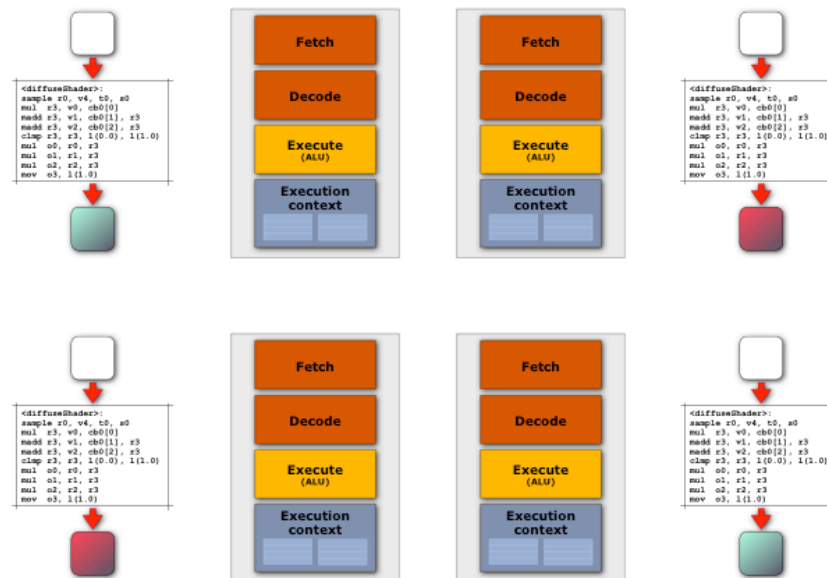 <diffuseShader>:
sample r0, v4, t0, s0
mul r3, v0, cb0[0]
madd r3, v1, cb0[1], r3
madd r3, v2, cb0[2], r3
clmp r3, r3, l(0.0), l(1.0)
mul o0, r0, r3
mul o1, r1, r3
mul o2, r2, r3
mov o3, l(1.0)
Fetch
Decode
Execute
(ALU)
Execution
context
Fetch
Decode
Execute
(ALU)
Execution
context
<diffuseShader>:
sample r0, v4, t0, s0
mul r3, v0, cb0[0]
madd r3, v1, cb0[1], r3
madd r3, v2, cb0[2], r3
clmp r3, r3, l(0.0), l(1.0)
mul o0, r0, r3
mul o1, r1, r3
mul o2, r2, r3
mov o3, l(1.0)
<diffuseShader>:
sample r0, v4, t0, s0
mul r3, v0, cb0[0]
madd r3, v1, cb0[1], r3
madd r3, v2, cb0[2], r3
clmp r3, r3, l(0.0), l(1.0)
mul o0, r0, r3
mul o1, r1, r3
mul o2, r2, r3
mov o3, l(1.0)
Fetch
Decode
Execute
(ALU)
Execution
context
Fetch
Decode
Execute
(ALU)
Execution
context
<diffuseShader>:
sample r0, v4, t0, s0
mul r3, v0, cb0[0]
madd r3, v1, cb0[1], r3
madd r3, v2, cb0[2], r3
clmp r3, r3, l(0.0), l(1.0)
mul o0, r0, r3
mul o1, r1, r3
mul o2, r2, r3
mov o3, l(1.0)